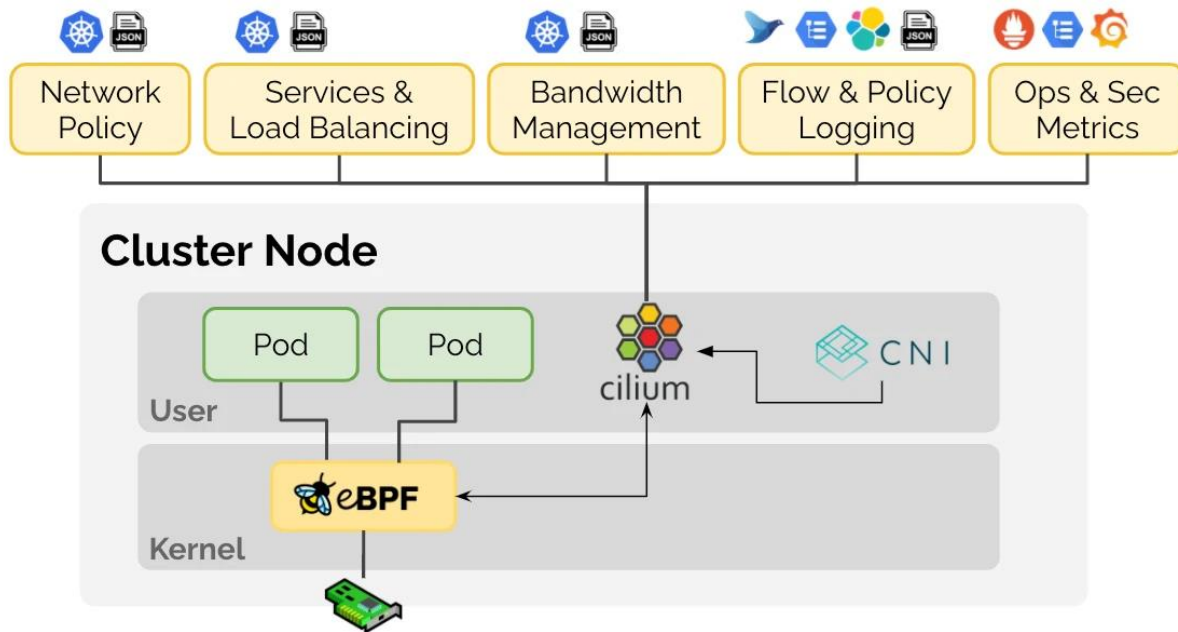 JSON
JSON
JSON
JSON
Network
Policy
Services &
Load Balancing
Bandwidth
Management
Flow & Policy
Logging
Ops & Sec
Metrics
Cluster Node
Pod
Pod
cilium
CNI
User
eBPF
Kernel